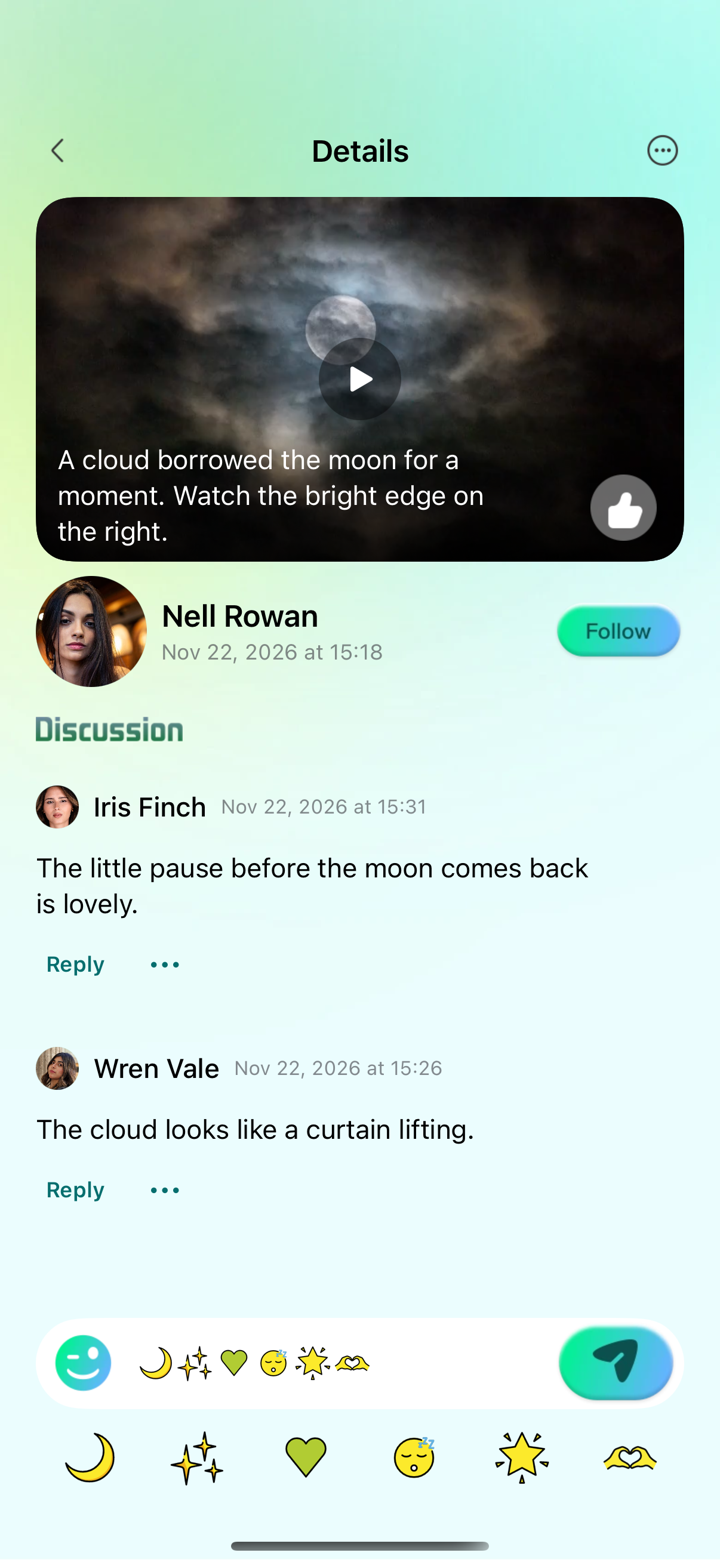 Details
A cloud borrowed the moon for a
moment. Watch the bright edge on
the right.
Nell Rowan
Nov 22, 2026 at 15:18
Follow
Discussion
Iris Finch Nov 22, 2026 at 15:31
The little pause before the moon comes back
is lovely.
Reply
Wren Vale Nov 22, 2026 at 15:26
The cloud looks like a curtain lifting.
Reply